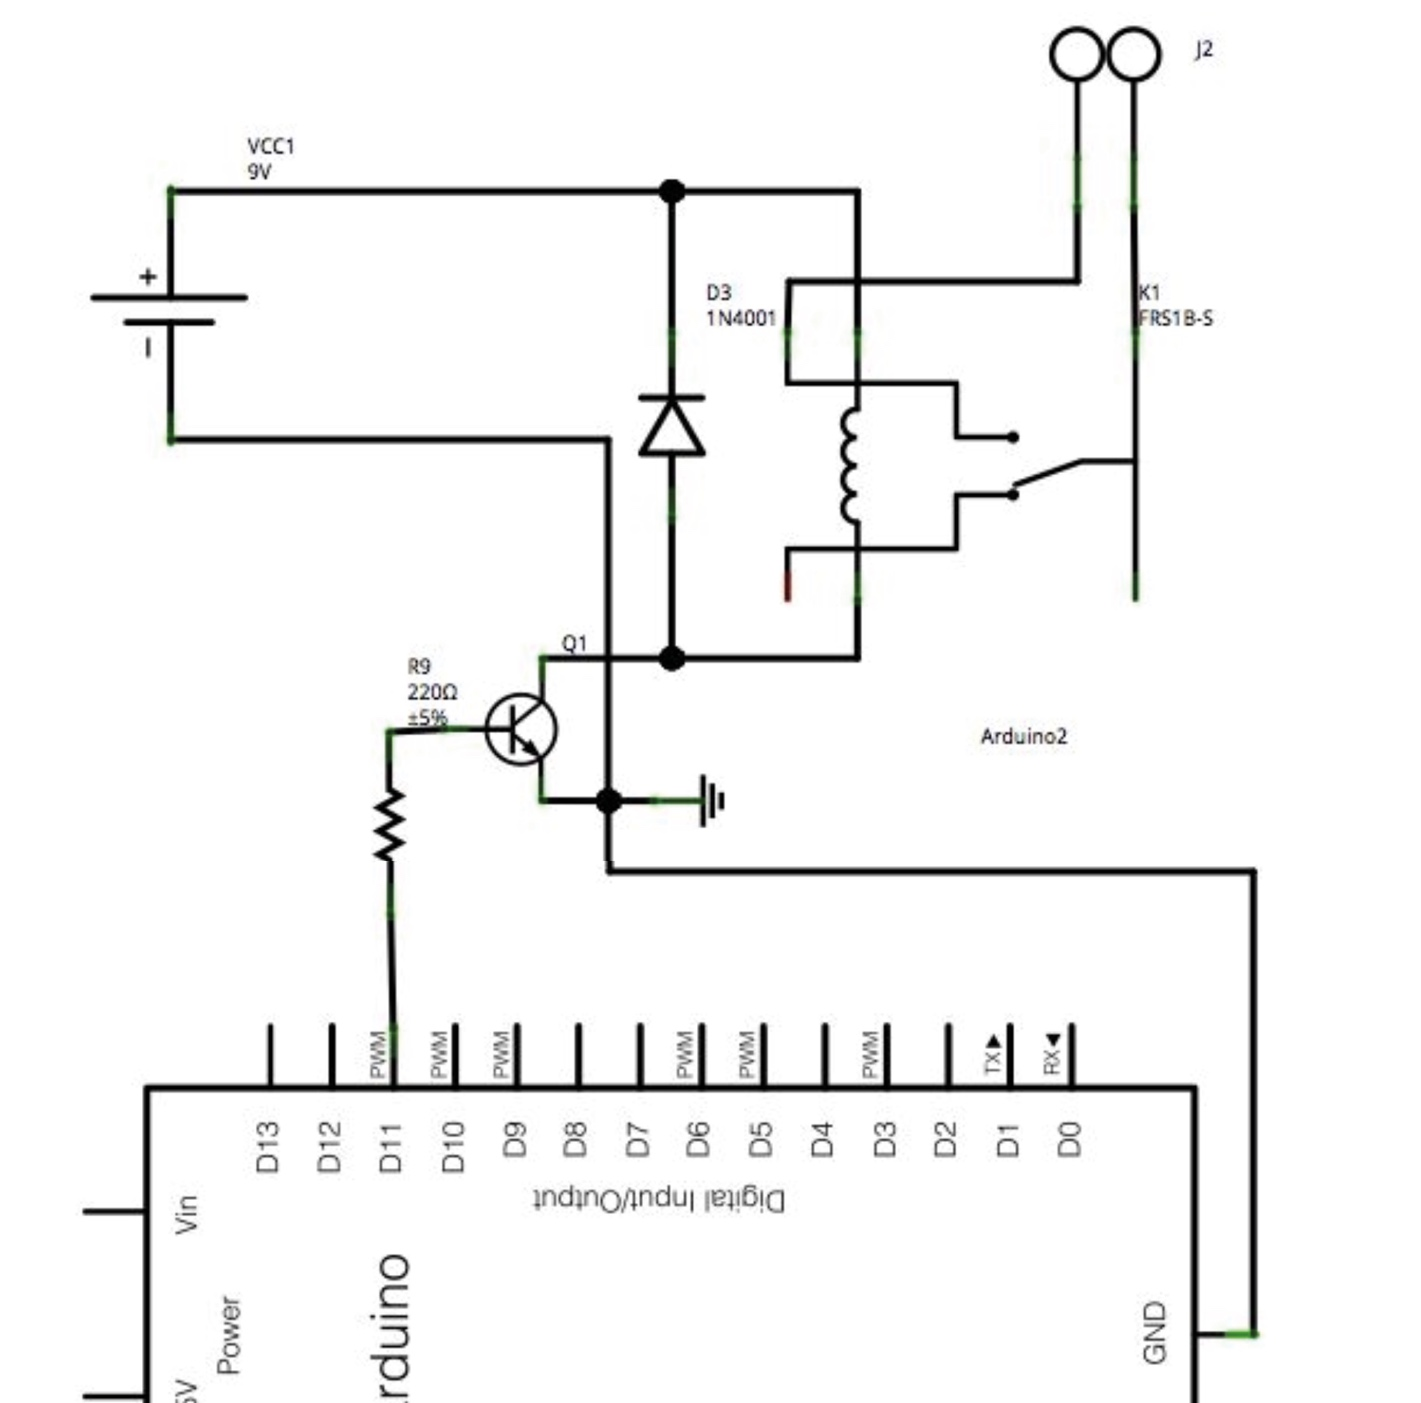 J2
VCC1
9V
+
−
D3
1N4001
K1
FRS1B-S
Q1
R9
220Ω
±5%
Arduino2
PWM
PWM
PWM
PWM
PWM
PWM
TX▶
RX◀
D13
D12
D11
D10
D9
D8
D7
D6
D5
D4
D3
D2
D1
D0
Digital Input/Output
Vin
Power
rduino
GND
5V